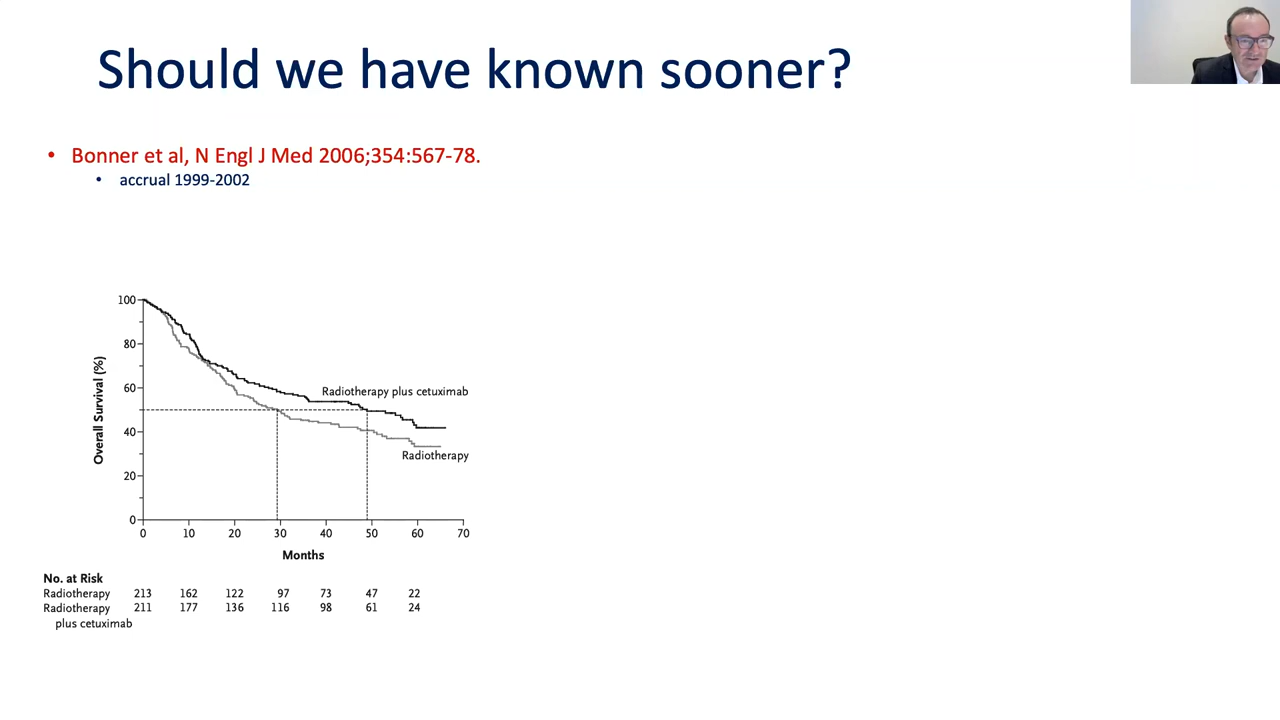 Should we have known sooner?
• Bonner et al, N Engl J Med 2006;354:567-78.
• accrual 1999-2002
100
80
60
40
20
0
Overall Survival (%)
Radiotherapy plus cetuximab
Radiotherapy
0 10 20 30 40 50 60 70
Months
No. at Risk
Radiotherapy 213 162 122 97 73 47 22
Radiotherapy 211 177 136 116 98 61 24
plus cetuximab